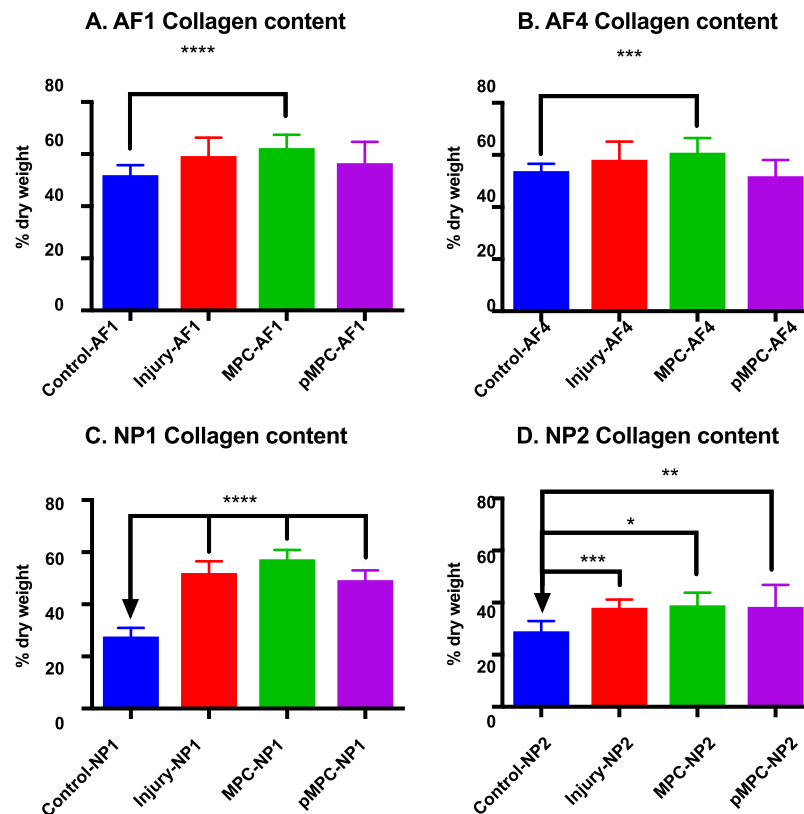 A. AF1 Collagen content
****
% dry weight
80
60
40
20
0
Control-AF1
Injury-AF1
MPC-AF1
pMPC-AF1
B. AF4 Collagen content
***
% dry weight
80
60
40
20
0
Control-AF4
Injury-AF4
MPC-AF4
pMPC-AF4
C. NP1 Collagen content
****
% dry weight
80
60
40
20
0
Control-NP1
Injury-NP1
MPC-NP1
pMPC-NP1
D. NP2 Collagen content
**
*
***
% dry weight
80
60
40
20
0
Control-NP2
Injury-NP2
MPC-NP2
pMPC-NP2